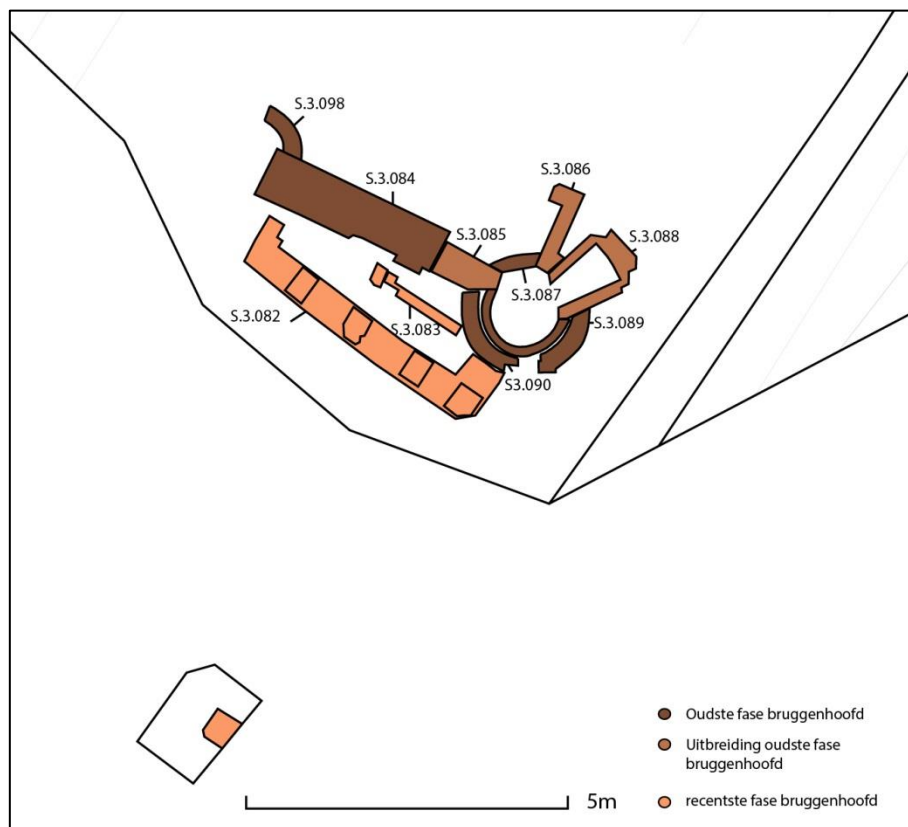 S.3.098
S.3.084
S.3.086
S.3.085
S.3.088
S.3.087
S.3.082
S.3.083
S.3.089
S3.090
Oudste fase bruggenhoofd
Uitbreiding oudste fase
bruggenhoofd
5m
recentste fase bruggenhoofd